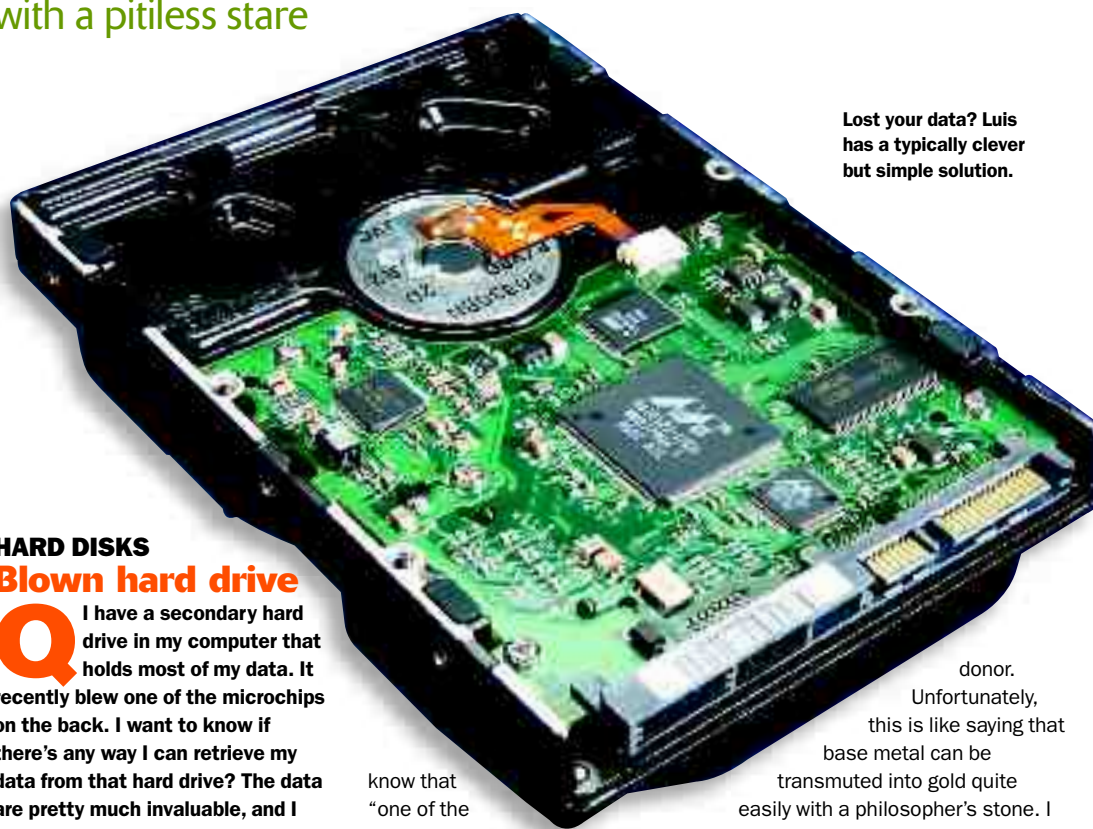 with a pitiless stare
Lost your data? Luis
has a typically clever
but simple solution.
HARD DISKS
Blown hard drive
Q I have a secondary hard
drive in my computer that
holds most of my data. It
recently blew one of the microchips
on the back. I want to know if
there's any way I can retrieve my
data from that hard drive? The data
are pretty much invaluable, and I
know that
"one of the
donor.
Unfortunately,
this is like saying that
base metal can be
transmuted into gold quite
easily with a philosopher's stone. I